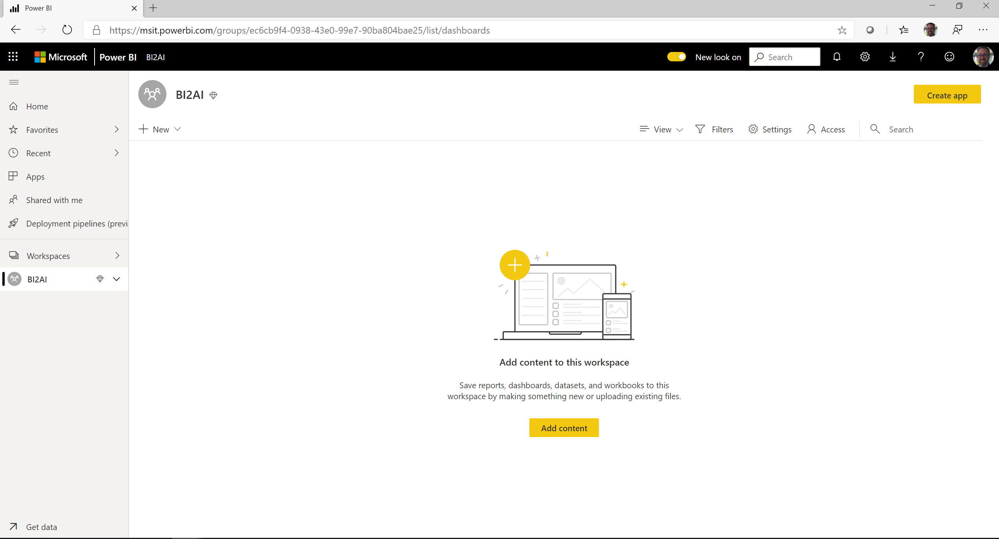 Power BI
https://msit.powerbi.com/groups/ec6cb9f4-0938-43e0-99e7-90ba804bae25/list/dashboards
Microsoft Power BI BI2AI New look on Search
BI2AI Create app
New View Filters Settings Access Search
Home
Favorites
Recent
Apps
Shared with me
Deployment pipelines (previ
Workspaces
BI2AI
Add content to this workspace
Save reports, dashboards, datasets, and workbooks to this
workspace by making something new or uploading existing files.
Add content
Get data